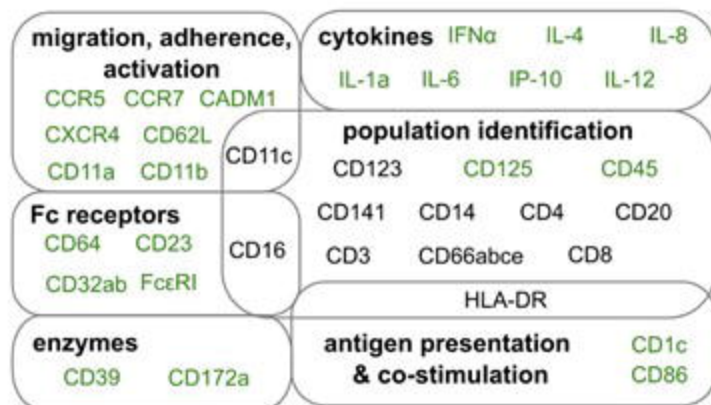 migration, adherence,
activation
CCR5 CCR7 CADM1
CXCR4 CD62L
CD11a CD11b
CD11c
cytokines IFNα IL-4 IL-8
IL-1a IL-6 IP-10 IL-12
population identification
CD123 CD125 CD45
CD141 CD14 CD4 CD20
CD3 CD66abce CD8
Fc receptors
CD64 CD23
CD32ab FcεRI
CD16
HLA-DR
enzymes
CD39 CD172a
antigen presentation
& co-stimulation
CD1c
CD86